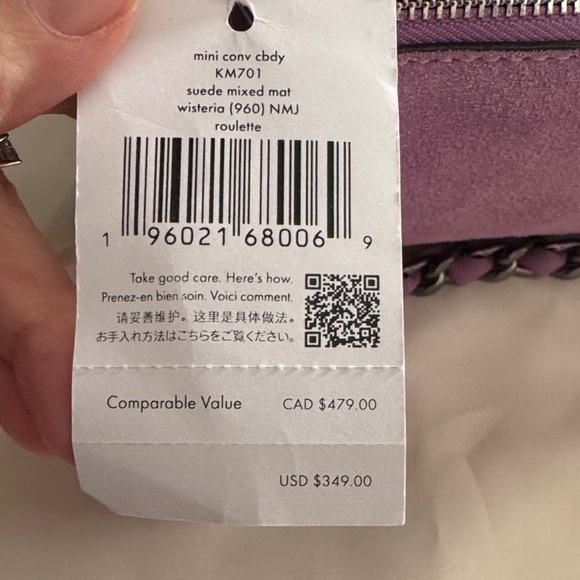 mini conv cbdy
KM701
suede mixed mat
wisteria (960) NMJ
roulette
1 96021 68006 9
Take good care. Here's how.
Prenez-en bien soin. Voici comment.
请妥善维护。这里是具体做法。
お手入れ方法はこちらをご覧ください。
Comparable Value CAD $479.00
USD $349.00